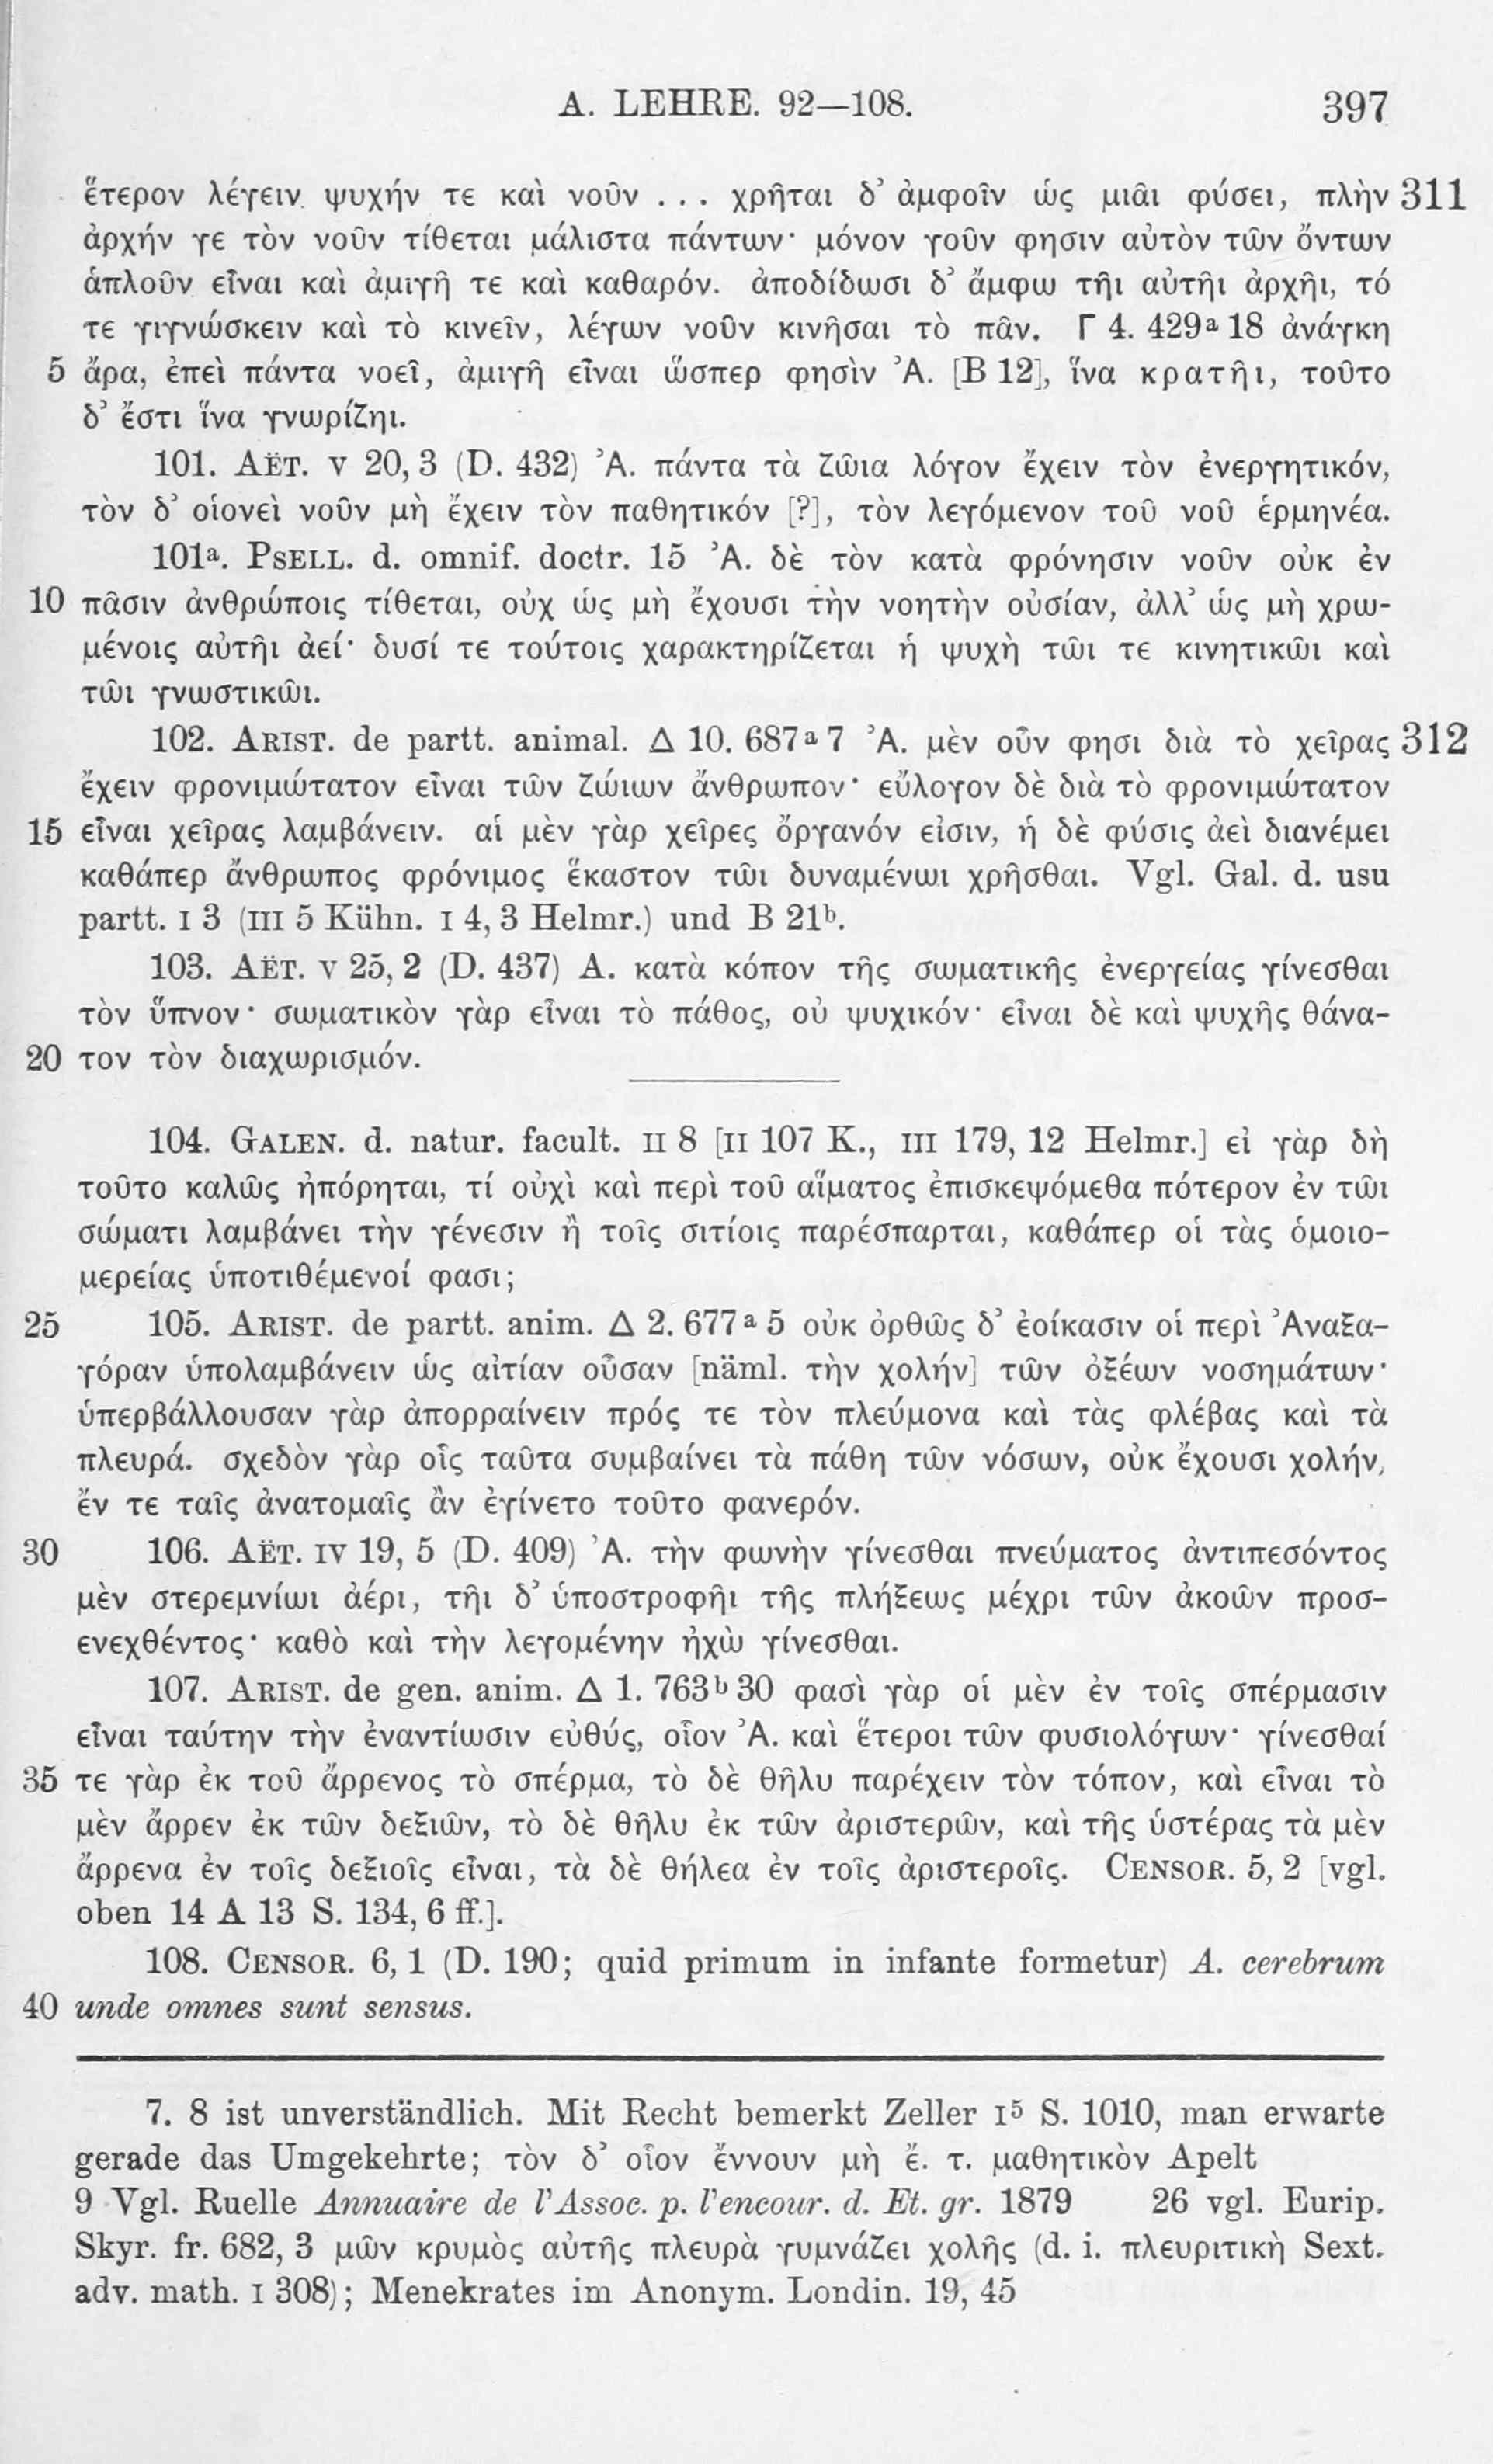 A. LEHRE. 92—108. 397
ἕτερον λέγειν ψυχήν τε καὶ νοῦν ... χρῆται δ' ἀμφοῖν ὡς μιᾶι φύσει, πλὴν 311
ἀρχήν γε τὸν νοῦν τίθεται μάλιστα πάντων· μόνον γοῦν φησιν αὐτὸν τῶν ὄντων
ἁπλοῦν εἶναι καὶ ἀμιγῆ τε καὶ καθαρόν. ἀποδίδωσι δ' ἄμφω τῆι αὐτῆι ἀρχῆι, τό
τε γιγνώσκειν καὶ τὸ κινεῖν, λέγων νοῦν κινῆσαι τὸ πᾶν. Γ 4. 429ᵃ 18 ἀνάγκη
5 ἄρα, ἐπεὶ πάντα νοεῖ, ἀμιγῆ εἶναι ὥσπερ φησὶν Ἀ. [B 12], ἵνα κρατῆι, τοῦτο
δ' ἔστι ἵνα γνωρίζηι.
101. AËT. V 20, 3 (D. 432) Ἀ. πάντα τὰ ζῶια λόγον ἔχειν τὸν ἐνεργητικόν,
τὸν δ' οἱονεὶ νοῦν μὴ ἔχειν τὸν παθητικόν [?], τὸν λεγόμενον τοῦ νοῦ ἑρμηνέα.
101ᵃ. PSELL. d. omnif. doctr. 15 Ἀ. δὲ τὸν κατὰ φρόνησιν νοῦν οὐκ ἐν
10 πᾶσιν ἀνθρώποις τίθεται, οὐχ ὡς μὴ ἔχουσι τὴν νοητὴν οὐσίαν, ἀλλ' ὡς μὴ χρω-
μένοις αὐτῆι ἀεί· δυσί τε τούτοις χαρακτηρίζεται ἡ ψυχὴ τῶι τε κινητικῶι καὶ
τῶι γνωστικῶι.
102. ARIST. de partt. animal. Δ 10. 687ᵃ 7 Ἀ. μὲν οὖν φησι διὰ τὸ χεῖρας 312
ἔχειν φρονιμώτατον εἶναι τῶν ζώιων ἄνθρωπον· εὔλογον δὲ διὰ τὸ φρονιμώτατον
15 εἶναι χεῖρας λαμβάνειν. αἱ μὲν γὰρ χεῖρες ὄργανόν εἰσιν, ἡ δὲ φύσις ἀεὶ διανέμει
καθάπερ ἄνθρωπος φρόνιμος ἕκαστον τῶι δυναμένωι χρῆσθαι. Vgl. Gal. d. usu
partt. I 3 (III 5 Kühn. I 4, 3 Helmr.) und B 21ᵇ.
103. AËT. V 25, 2 (D. 437) A. κατὰ κόπον τῆς σωματικῆς ἐνεργείας γίνεσθαι
τὸν ὕπνον· σωματικὸν γὰρ εἶναι τὸ πάθος, οὐ ψυχικόν· εἶναι δὲ καὶ ψυχῆς θάνα-
20 τον τὸν διαχωρισμόν.
104. GALEN. d. natur. facult. II 8 [II 107 K., III 179, 12 Helmr.] εἰ γὰρ δὴ
τοῦτο καλῶς ἠπόρηται, τί οὐχὶ καὶ περὶ τοῦ αἵματος ἐπισκεψόμεθα πότερον ἐν τῶι
σώματι λαμβάνει τὴν γένεσιν ἢ τοῖς σιτίοις παρέσπαρται, καθάπερ οἱ τὰς ὁμοιο-
μερείας ὑποτιθέμενοί φασι;
25 105. ARIST. de partt. anim. Δ 2. 677ᵃ 5 οὐκ ὀρθῶς δ' ἐοίκασιν οἱ περὶ Ἀναξα-
γόραν ὑπολαμβάνειν ὡς αἰτίαν οὖσαν [näml. τὴν χολήν] τῶν ὀξέων νοσημάτων·
ὑπερβάλλουσαν γὰρ ἀπορραίνειν πρός τε τὸν πλεύμονα καὶ τὰς φλέβας καὶ τὰ
πλευρά. σχεδὸν γὰρ οἷς ταῦτα συμβαίνει τὰ πάθη τῶν νόσων, οὐκ ἔχουσι χολήν,
ἔν τε ταῖς ἀνατομαῖς ἂν ἐγίνετο τοῦτο φανερόν.
30 106. AËT. IV 19, 5 (D. 409) Ἀ. τὴν φωνὴν γίνεσθαι πνεύματος ἀντιπεσόντος
μὲν στερεμνίωι ἀέρι, τῆι δ' ὑποστροφῆι τῆς πλήξεως μέχρι τῶν ἀκοῶν προσ-
ενεχθέντος· καθὸ καὶ τὴν λεγομένην ἠχὼ γίνεσθαι.
107. ARIST. de gen. anim. Δ 1. 763ᵇ 30 φασὶ γὰρ οἱ μὲν ἐν τοῖς σπέρμασιν
εἶναι ταύτην τὴν ἐναντίωσιν εὐθύς, οἷον Ἀ. καὶ ἕτεροι τῶν φυσιολόγων· γίνεσθαί
35 τε γὰρ ἐκ τοῦ ἄρρενος τὸ σπέρμα, τὸ δὲ θῆλυ παρέχειν τὸν τόπον, καὶ εἶναι τὸ
μὲν ἄρρεν ἐκ τῶν δεξιῶν, τὸ δὲ θῆλυ ἐκ τῶν ἀριστερῶν, καὶ τῆς ὑστέρας τὰ μὲν
ἄρρενα ἐν τοῖς δεξιοῖς εἶναι, τὰ δὲ θήλεα ἐν τοῖς ἀριστεροῖς. CENSOR. 5, 2 [vgl.
oben 14 A 13 S. 134, 6 ff.].
108. CENSOR. 6, 1 (D. 190; quid primum in infante formetur) A. cerebrum
40 unde omnes sunt sensus.
7. 8 ist unverständlich. Mit Recht bemerkt Zeller I⁵ S. 1010, man erwarte
gerade das Umgekehrte; τὸν δ' οἷον ἔννουν μὴ ἔ. τ. μαθητικὸν Apelt
9 Vgl. Ruelle Annuaire de l'Assoc. p. l'encour. d. Et. gr. 1879 26 vgl. Eurip.
Skyr. fr. 682, 3 μῶν κρυμὸς αὐτῆς πλευρὰ γυμνάζει χολῆς (d. i. πλευριτικὴ Sext.
adv. math. I 308); Menekrates im Anonym. Londin. 19, 45